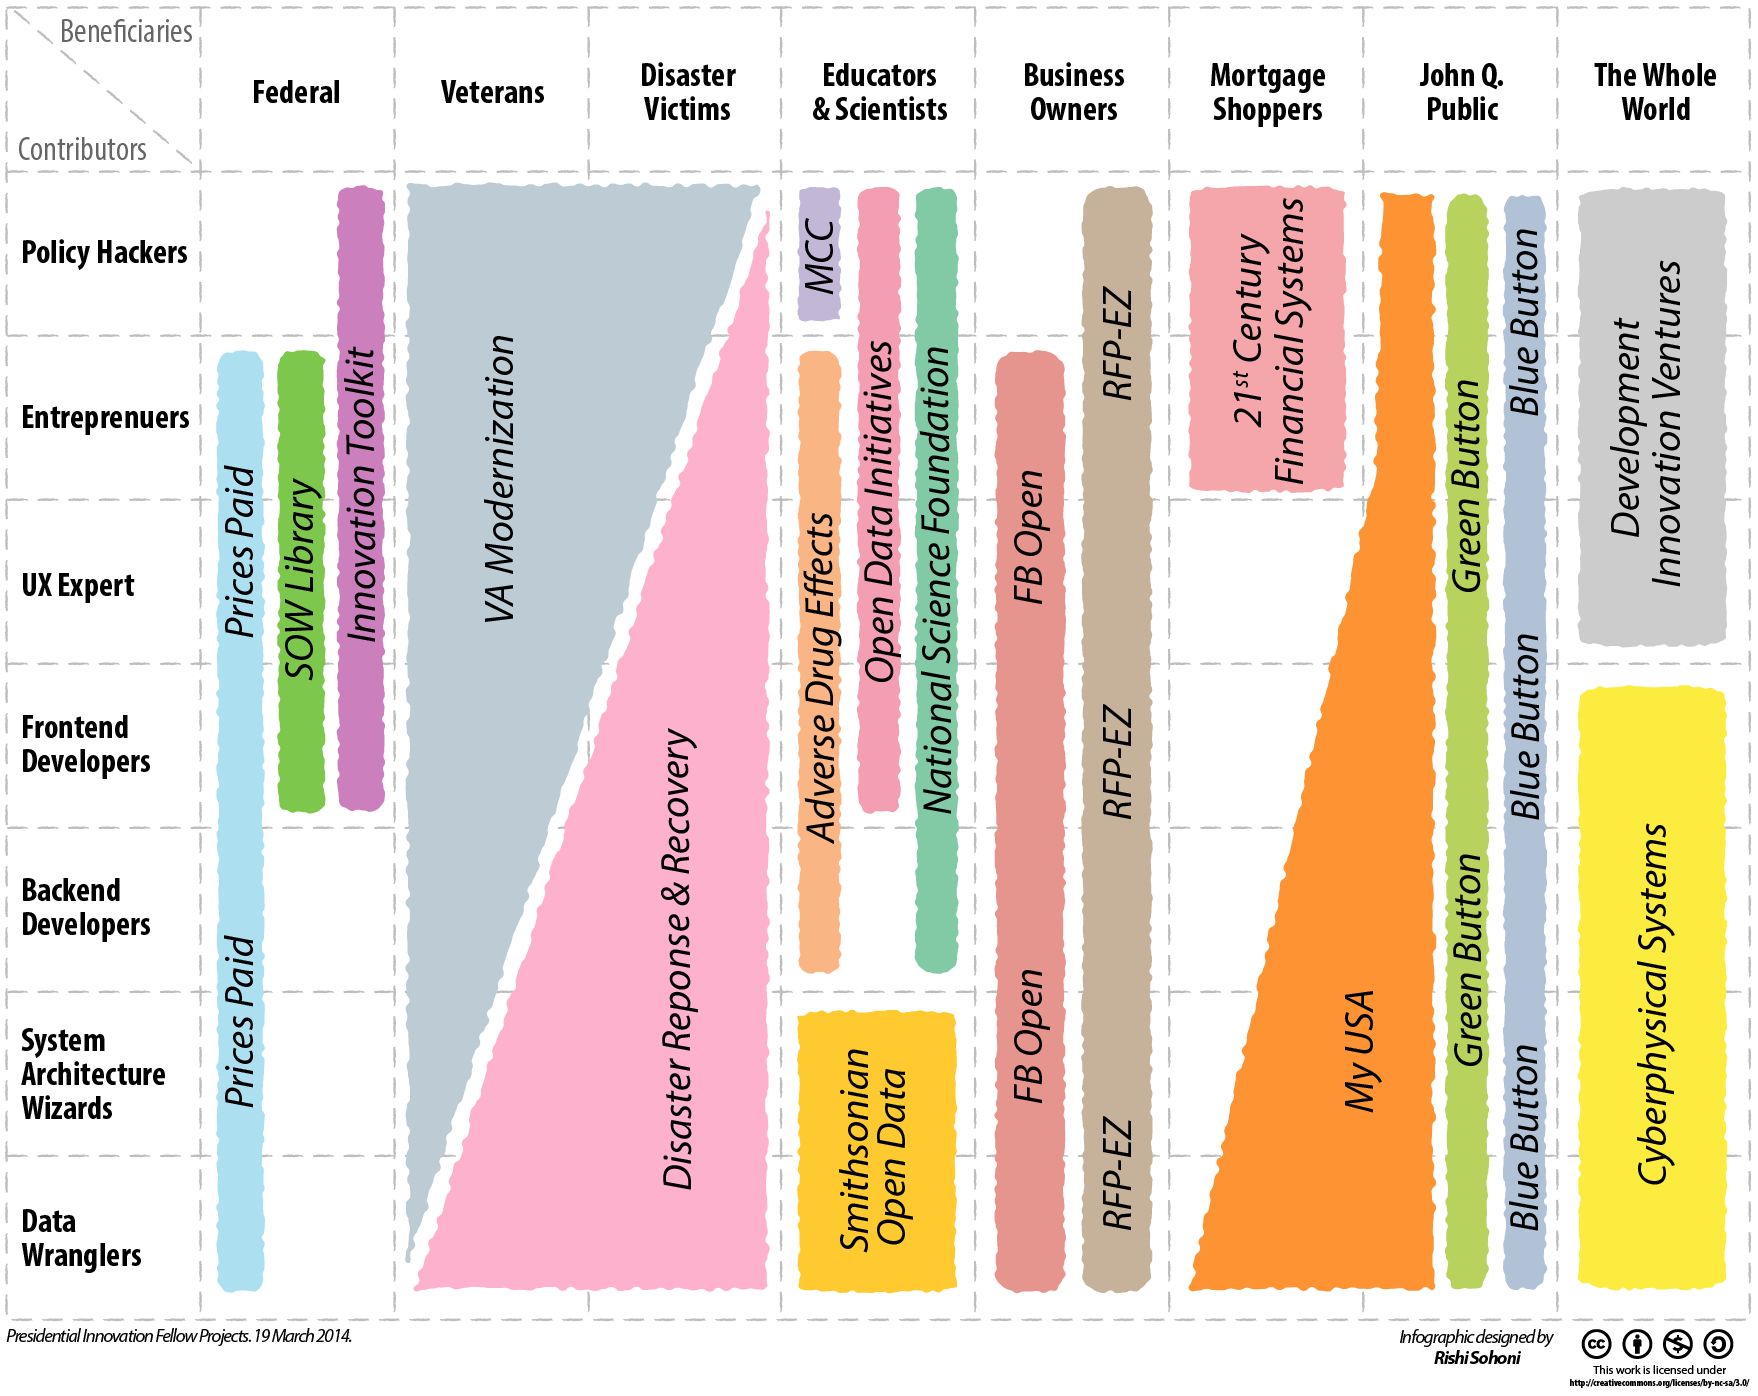 Beneficiaries
Contributors
Federal
Veterans
Disaster
Victims
Educators
& Scientists
Business
Owners
Mortgage
Shoppers
John Q.
Public
The Whole
World
Policy Hackers
Entreprenuers
UX Expert
Frontend
Developers
Backend
Developers
System
Architecture
Wizards
Data
Wranglers
Prices Paid
Prices Paid
SOW Library
Innovation Toolkit
VA Modernization
Disaster Reponse & Recovery
MCC
Adverse Drug Effects
Open Data Initiatives
National Science Foundation
Smithsonian
Open Data
FB Open
FB Open
RFP-EZ
RFP-EZ
RFP-EZ
21st Century
Financial Systems
My USA
Green Button
Green Button
Blue Button
Blue Button
Blue Button
Development
Innovation Ventures
Cyberphysical Systems
Presidential Innovation Fellow Projects. 19 March 2014.
Infographic designed by
Rishi Sohoni
cc
This work is licensed under
http://creativecommons.org/licenses/by-nc-sa/3.0/